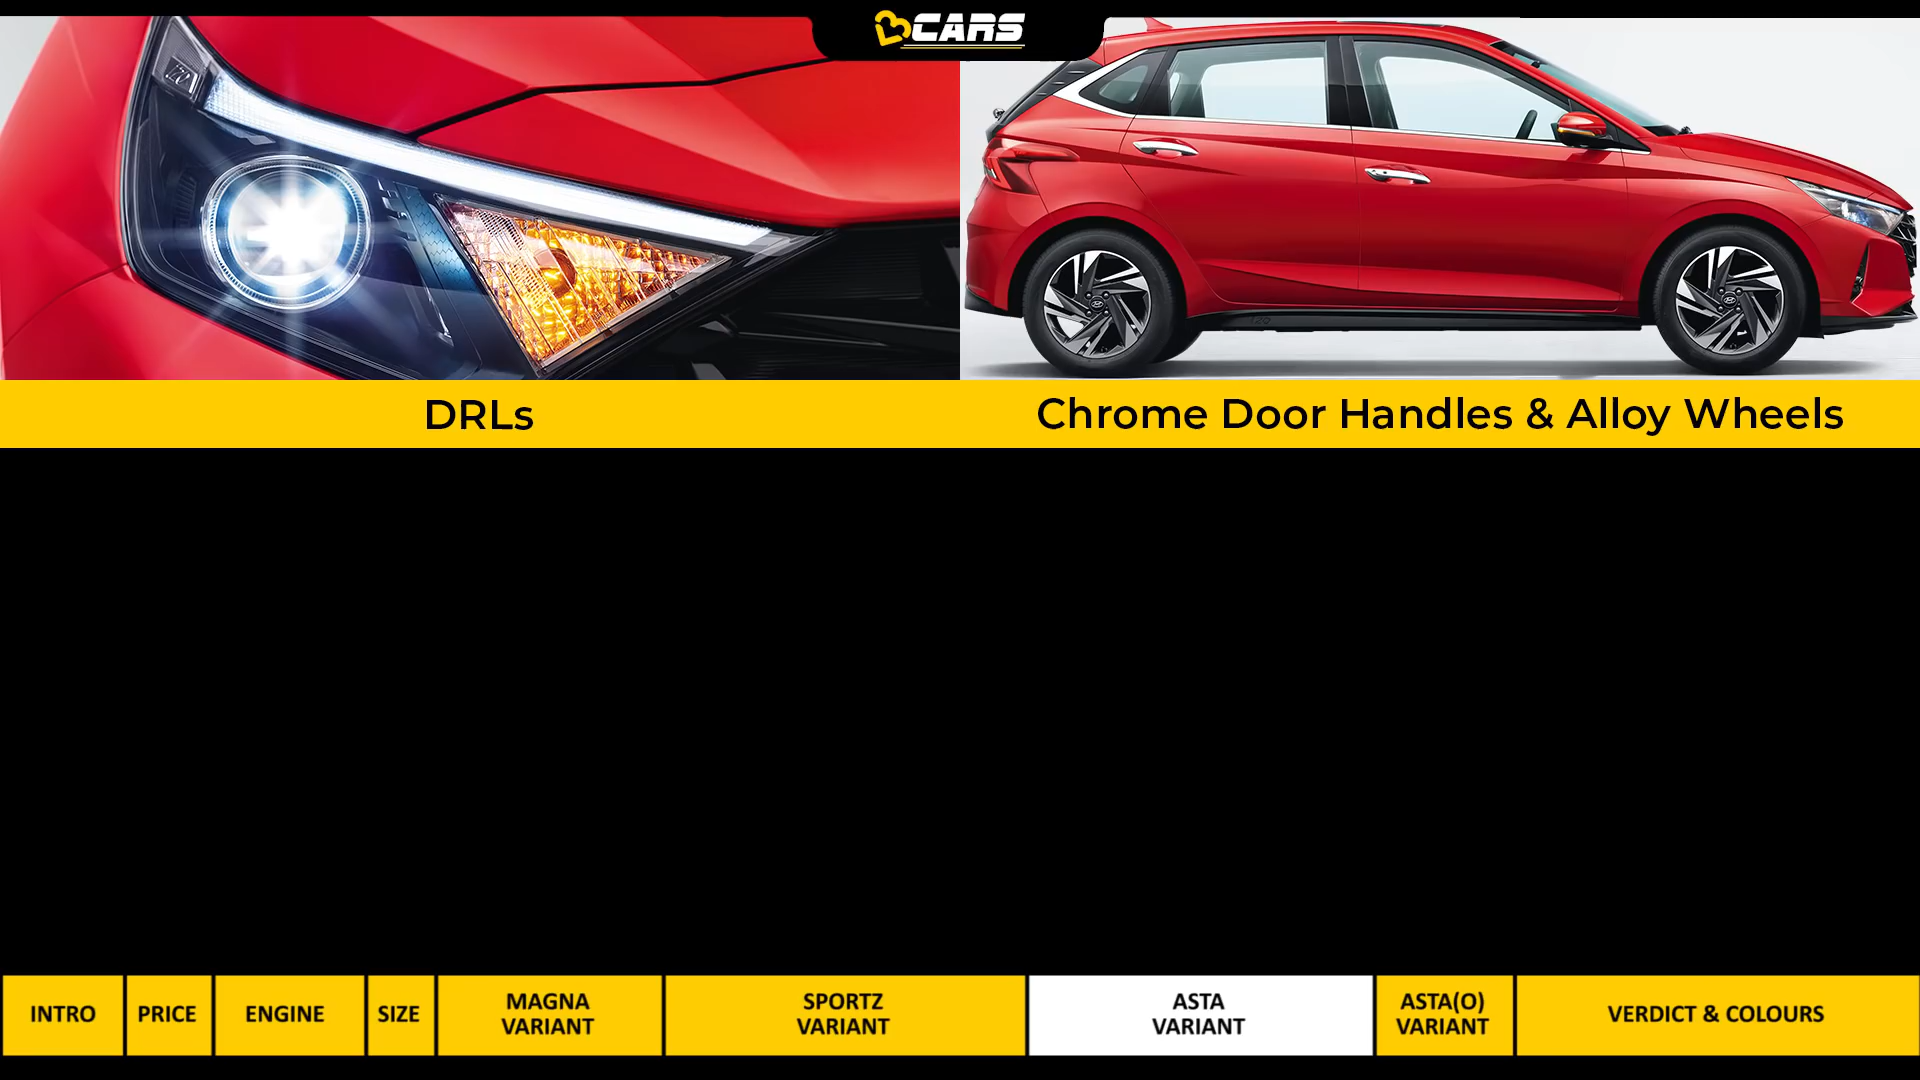 CARS
i20
DRLs
Chrome Door Handles & Alloy Wheels
INTRO
PRICE
ENGINE
SIZE
MAGNA
VARIANT
SPORTZ
VARIANT
ASTA
VARIANT
ASTA(O)
VARIANT
VERDICT & COLOURS